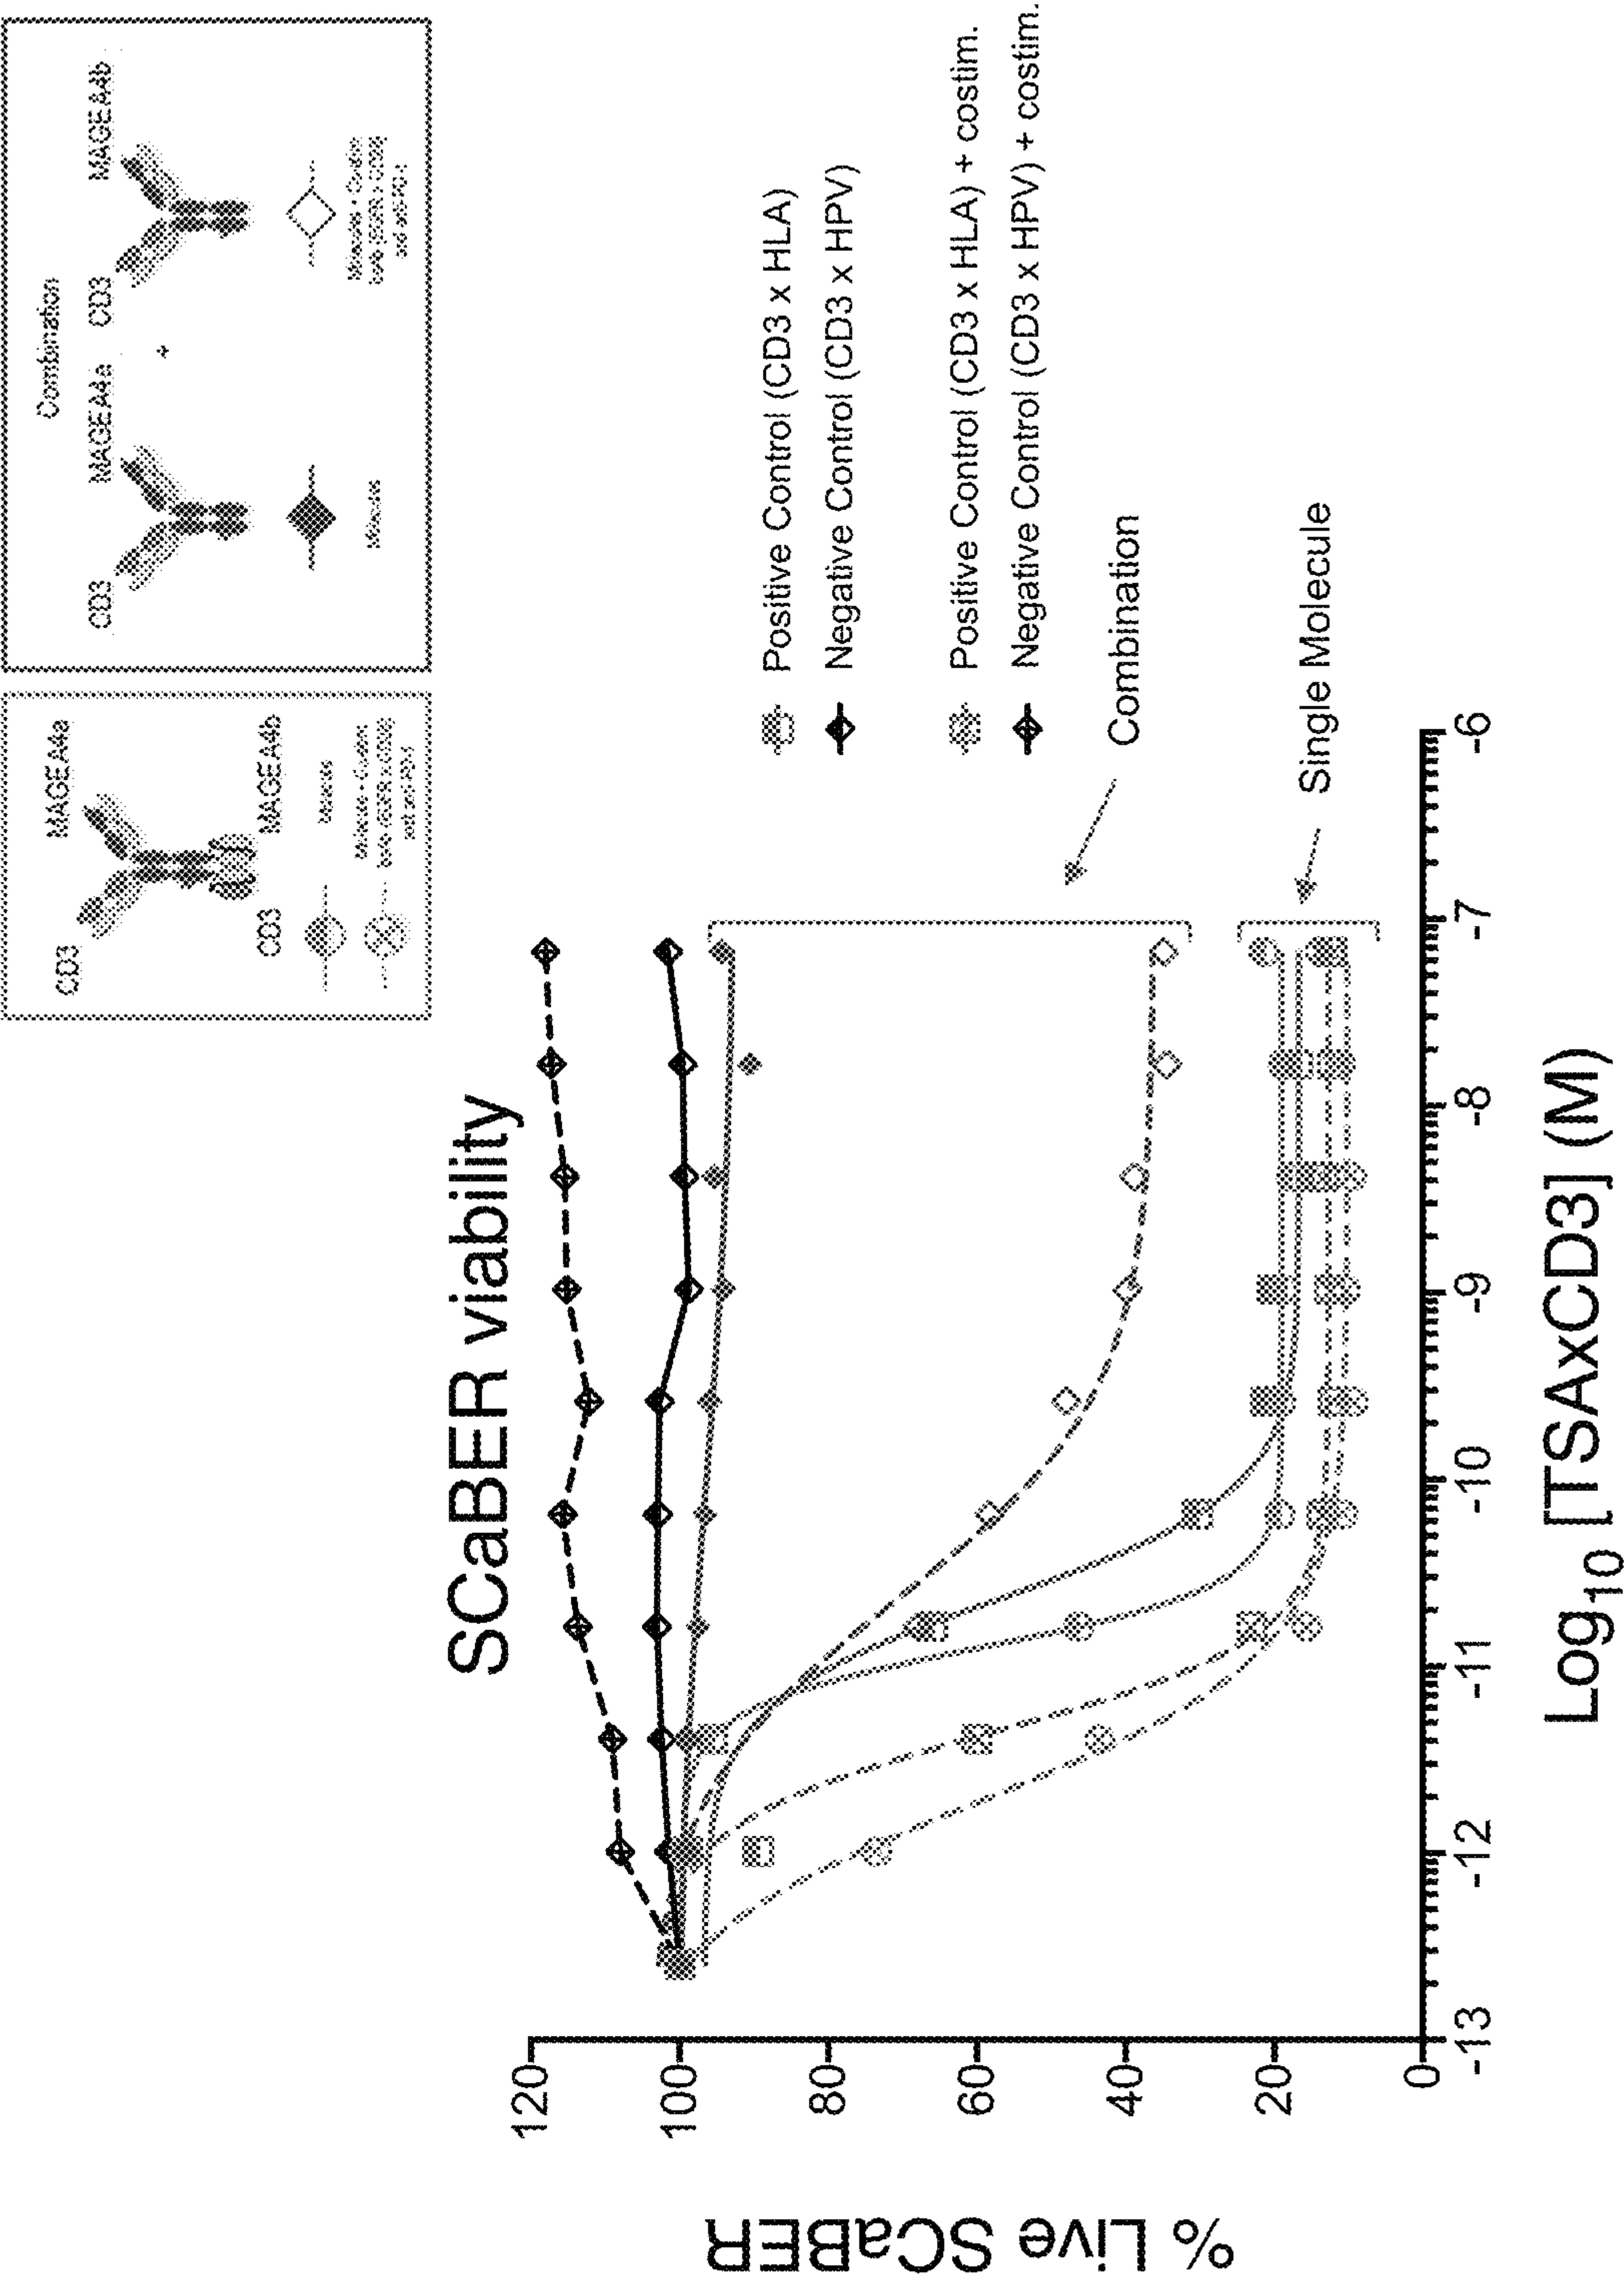 CD3
MAGEA4a
CD3
MAGEA4b
Molecule
Combination
CD3
MAGEA4a
+
CD3
MAGEA4b
Molecule
SCaBER viability
% Live SCaBER
120
100
80
60
40
20
0
-13
-12
-11
-10
-9
-8
-7
-6
Log10 [TSAxCD3] (M)
Positive Control (CD3 x HLA)
Negative Control (CD3 x HPV)
Positive Control (CD3 x HLA) + costim.
Negative Control (CD3 x HPV) + costim.
Combination
Single Molecule